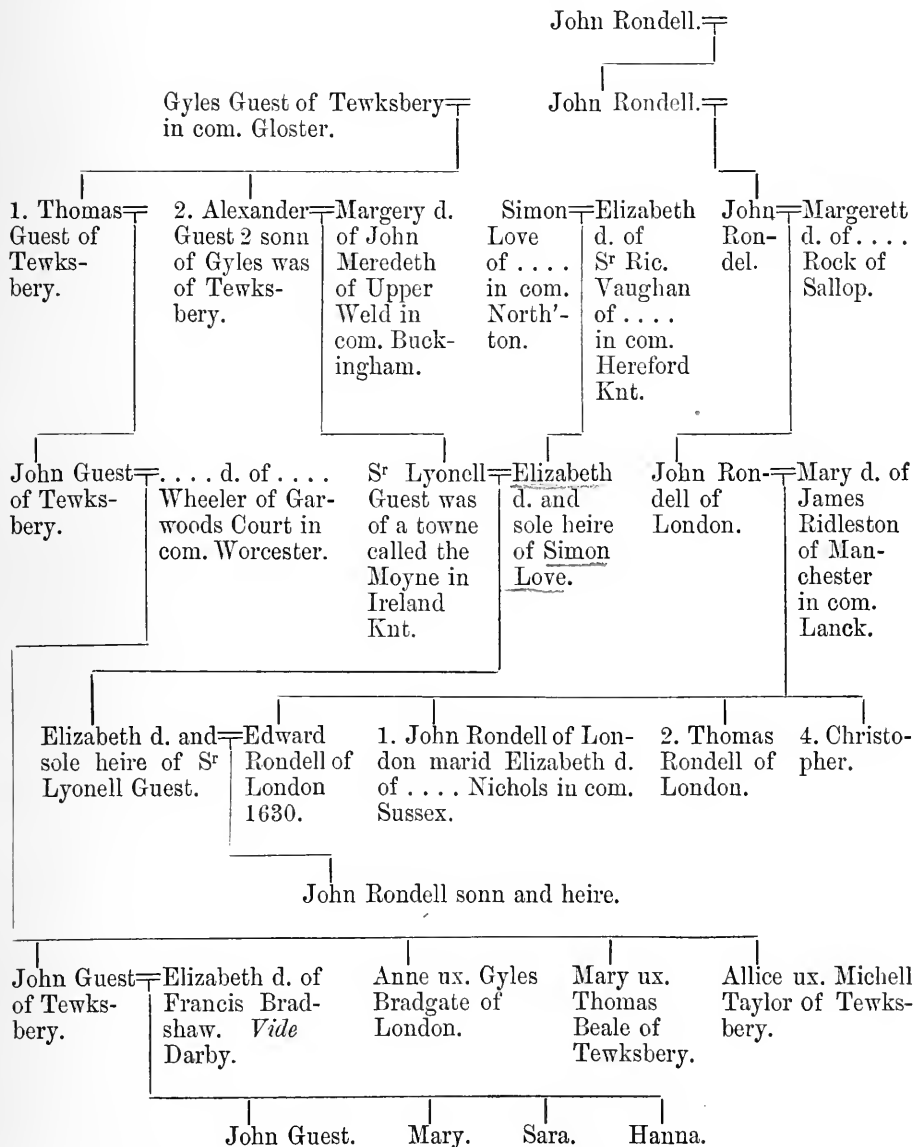 John Rondell.
Gyles Guest of Tewksbery
in com. Gloster.
John Rondell.
1. Thomas
Guest of
Tewks-
bery.
2. Alexander
Guest 2 sonn
of Gyles was
of Tewks-
bery.
Margery d.
of John
Meredeth
of Upper
Weld in
com. Buck-
ingham.
Simon
Love
of . . . .
in com.
North'-
ton.
Elizabeth
d. of
Sr Ric.
Vaughan
of . . . .
in com.
Hereford
Knt.
John
Ron-
del.
Margerett
d. of . . . .
Rock of
Sallop.
John Guest
of Tewks-
bery.
. . . . d. of . . . .
Wheeler of Gar-
woods Court in
com. Worcester.
Sr Lyonell
Guest was
of a towne
called the
Moyne in
Ireland
Knt.
Elizabeth
d. and
sole heire
of Simon
Love.
John Ron-
dell of
London.
Mary d. of
James
Ridleston
of Man-
chester
in com.
Lanck.
Elizabeth d. and
sole heire of Sr
Lyonell Guest.
Edward
Rondell of
London
1630.
1. John Rondell of Lon-
don marid Elizabeth d.
of . . . . Nichols in com.
Sussex.
2. Thomas
Rondell of
London.
4. Christo-
pher.
John Rondell sonn and heire.
John Guest
of Tewks-
bery.
Elizabeth d. of
Francis Brad-
shaw. Vide
Darby.
Anne ux. Gyles
Bradgate of
London.
Mary ux.
Thomas
Beale of
Tewksbery.
Allice ux. Michell
Taylor of Tewks-
bery.
John Guest.
Mary.
Sara.
Hanna.